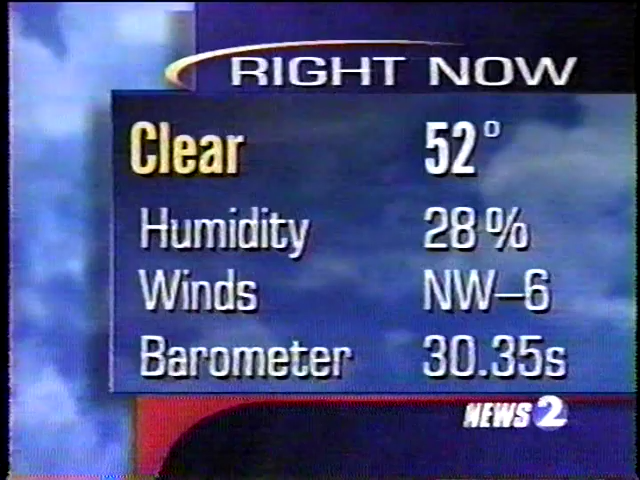 RIGHT NOW
Clear 52°
Humidity 28%
Winds NW–6
Barometer 30.35s
NEWS 2